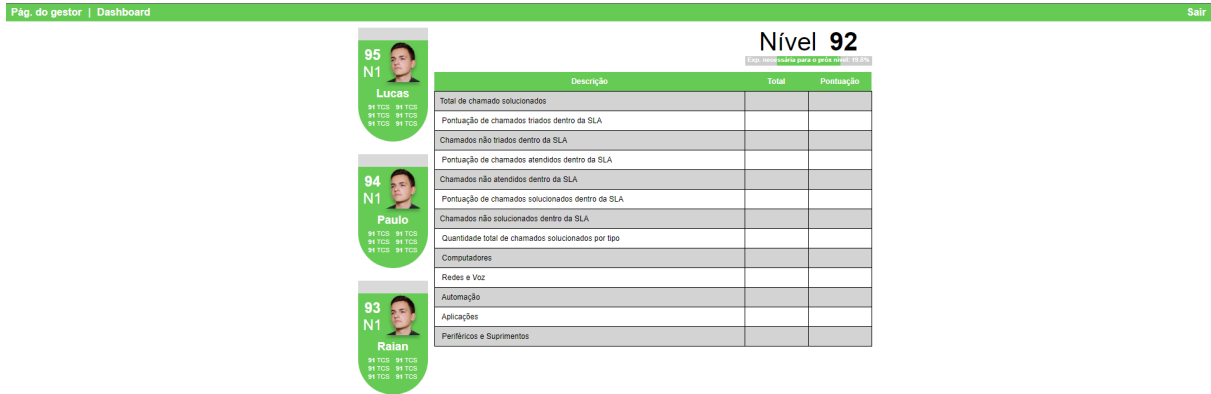 Pág. do gestor | Dashboard
Sair
95
N1
Lucas
91 TCS 91 TCS
91 TCS 91 TCS
91 TCS 91 TCS
94
N1
Paulo
91 TCS 91 TCS
91 TCS 91 TCS
91 TCS 91 TCS
93
N1
Raian
91 TCS 91 TCS
91 TCS 91 TCS
91 TCS 91 TCS
Nível 92
Exp. necessária para o próx nível: 19.0%
Descrição Total Pontuação
Total de chamado solucionados
Pontuação de chamados triados dentro da SLA
Chamados não triados dentro da SLA
Pontuação de chamados atendidos dentro da SLA
Chamados não atendidos dentro da SLA
Pontuação de chamados solucionados dentro da SLA
Chamados não solucionados dentro da SLA
Quantidade total de chamados solucionados por tipo
Computadores
Redes e Voz
Automação
Aplicações
Periféricos e Suprimentos